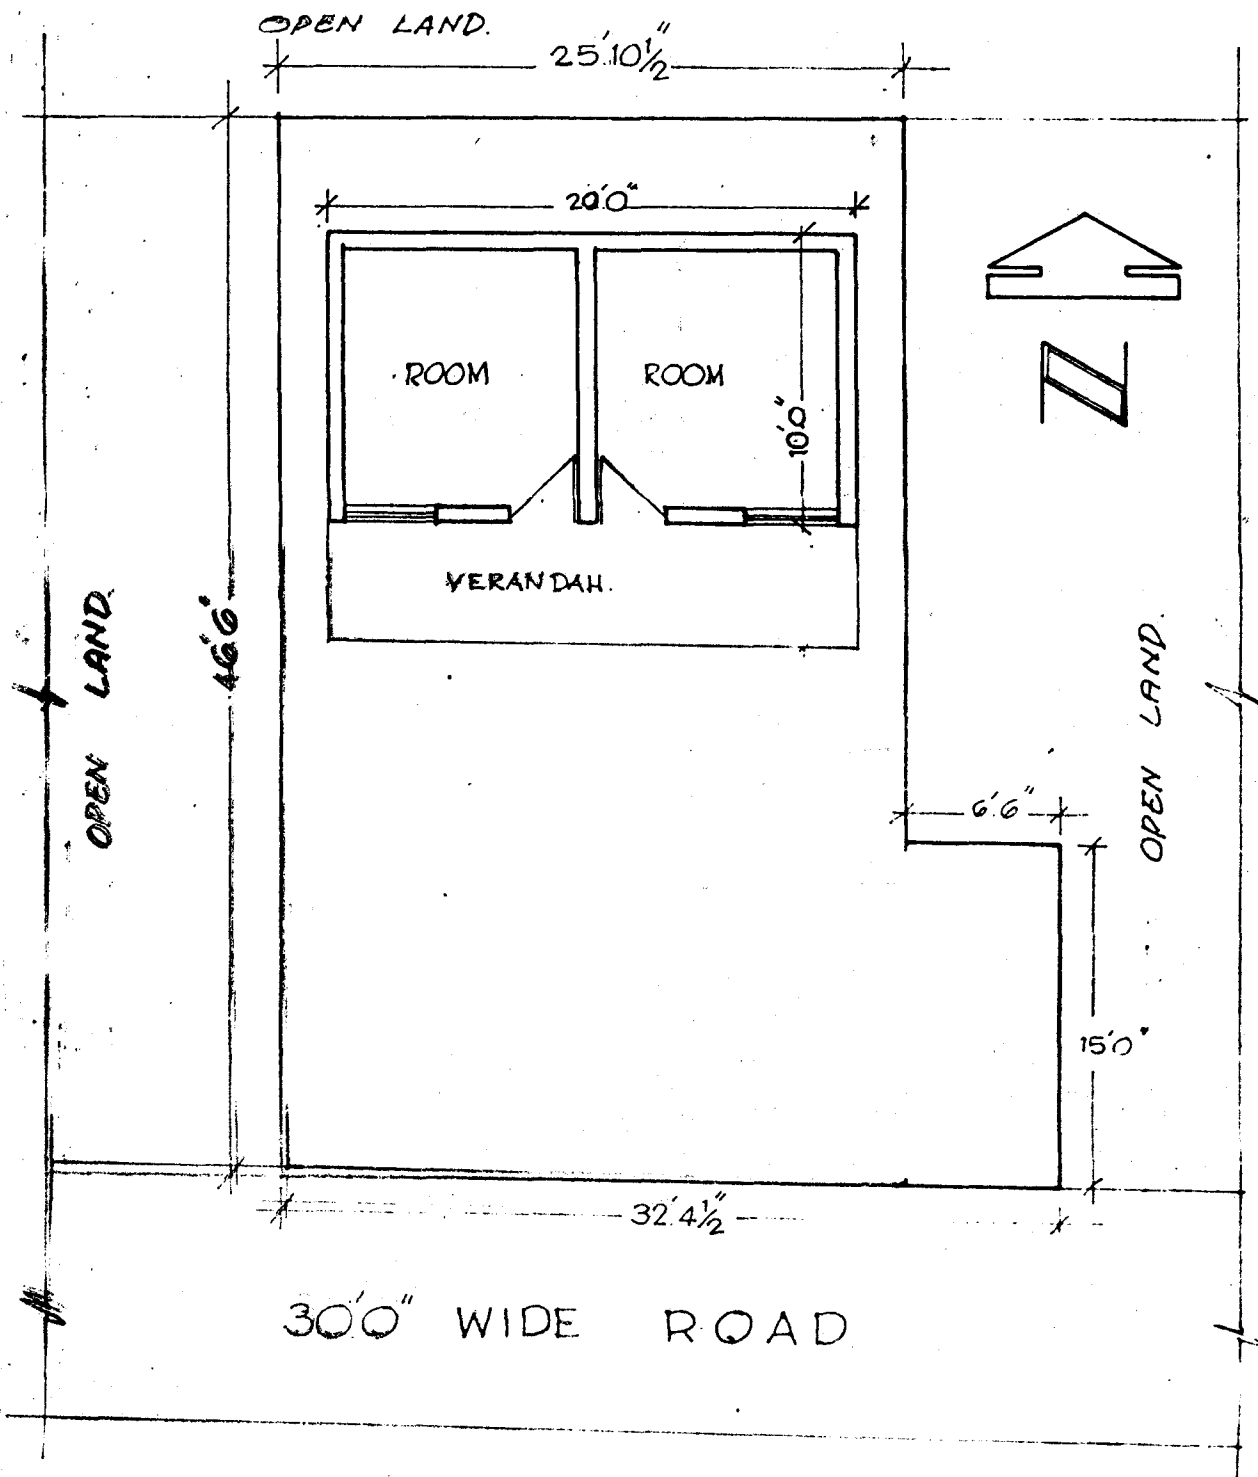 OPEN LAND.
25'.10½"
20'0"
ROOM
ROOM
10'0"
N
VERANDAH.
OPEN LAND.
46'6"
OPEN LAND.
6'.6"
15'0"
32'.4½"
30'0" WIDE ROAD